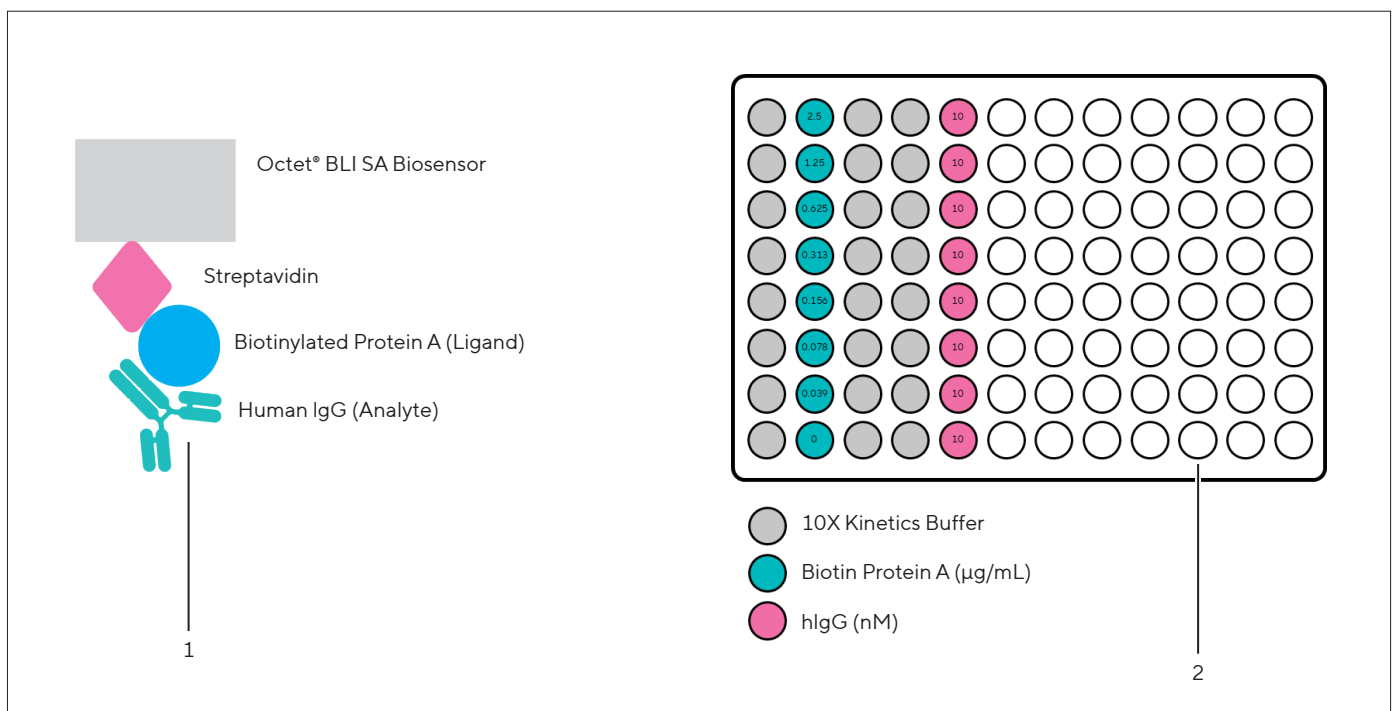 Octet® BLI SA Biosensor
Streptavidin
Biotinylated Protein A (Ligand)
Human IgG (Analyte)
1
2.5 10
1.25 10
0.625 10
0.313 10
0.156 10
0.078 10
0.039 10
0 10
10X Kinetics Buffer
Biotin Protein A (µg/mL)
hIgG (nM)
2